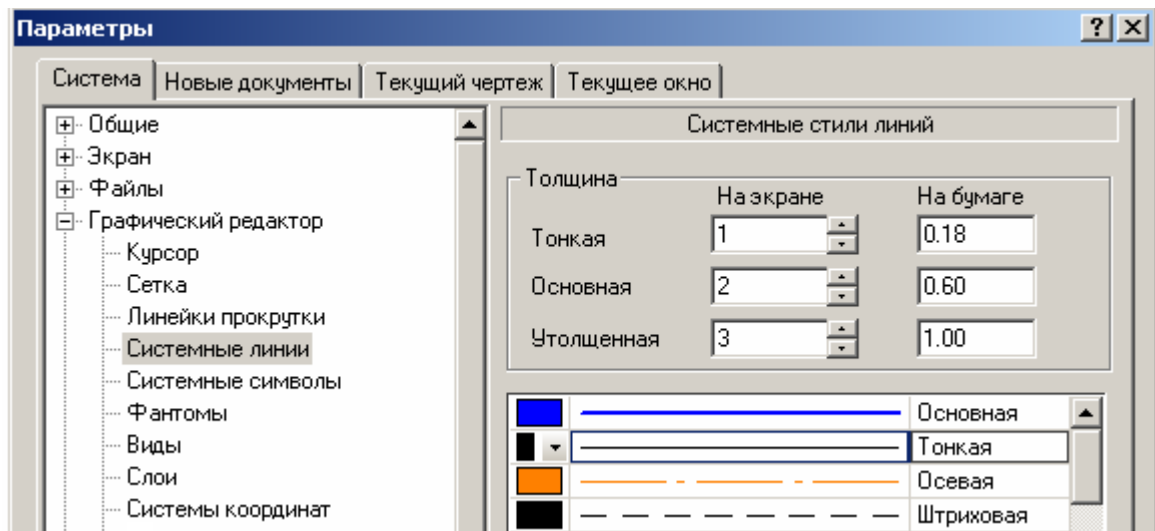 Параметры
Система Новые документы Текущий чертеж Текущее окно
Общие
Экран
Файлы
Графический редактор
Курсор
Сетка
Линейки прокрутки
Системные линии
Системные символы
Фантомы
Виды
Слои
Системы координат
Системные стили линий
Толщина
На экране На бумаге
Тонкая 1 0.18
Основная 2 0.60
Утолщенная 3 1.00
Основная
Тонкая
Осевая
Штриховая